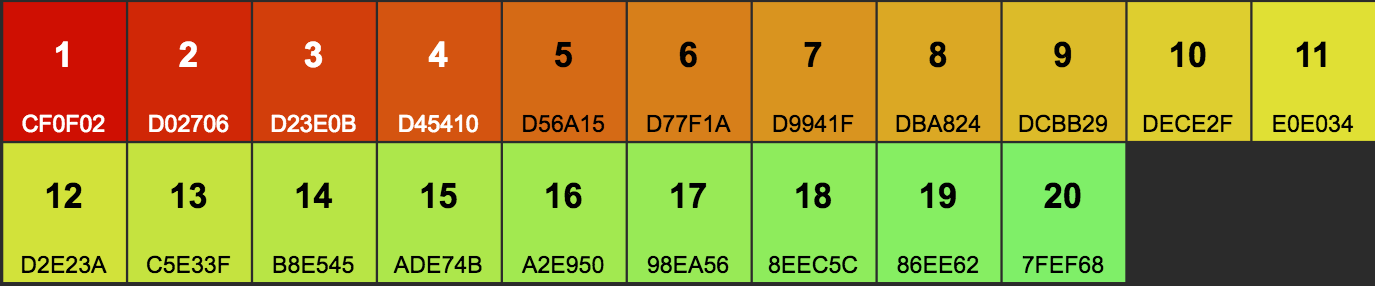 1 2 3 4 5 6 7 8 9 10 11
CF0F02 D02706 D23E0B D45410 D56A15 D77F1A D9941F DBA824 DCBB29 DECE2F E0E034
12 13 14 15 16 17 18 19 20
D2E23A C5E33F B8E545 ADE74B A2E950 98EA56 8EEC5C 86EE62 7FEF68